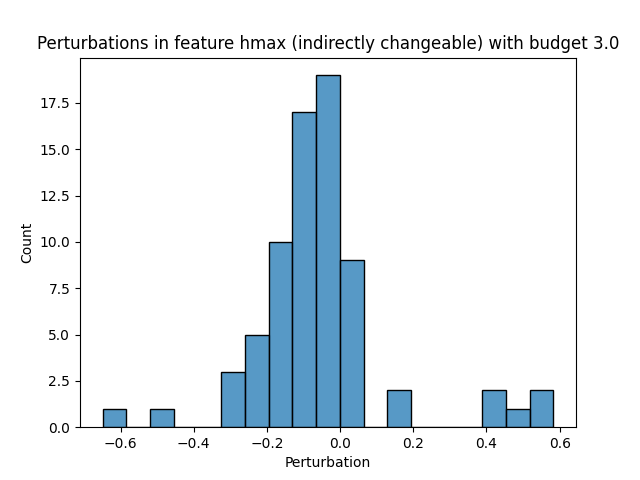 Perturbations in feature hmax (indirectly changeable) with budget 3.0
17.5
15.0
12.5
10.0
7.5
5.0
2.5
0.0
Count
−0.6 −0.4 −0.2 0.0 0.2 0.4 0.6
Perturbation